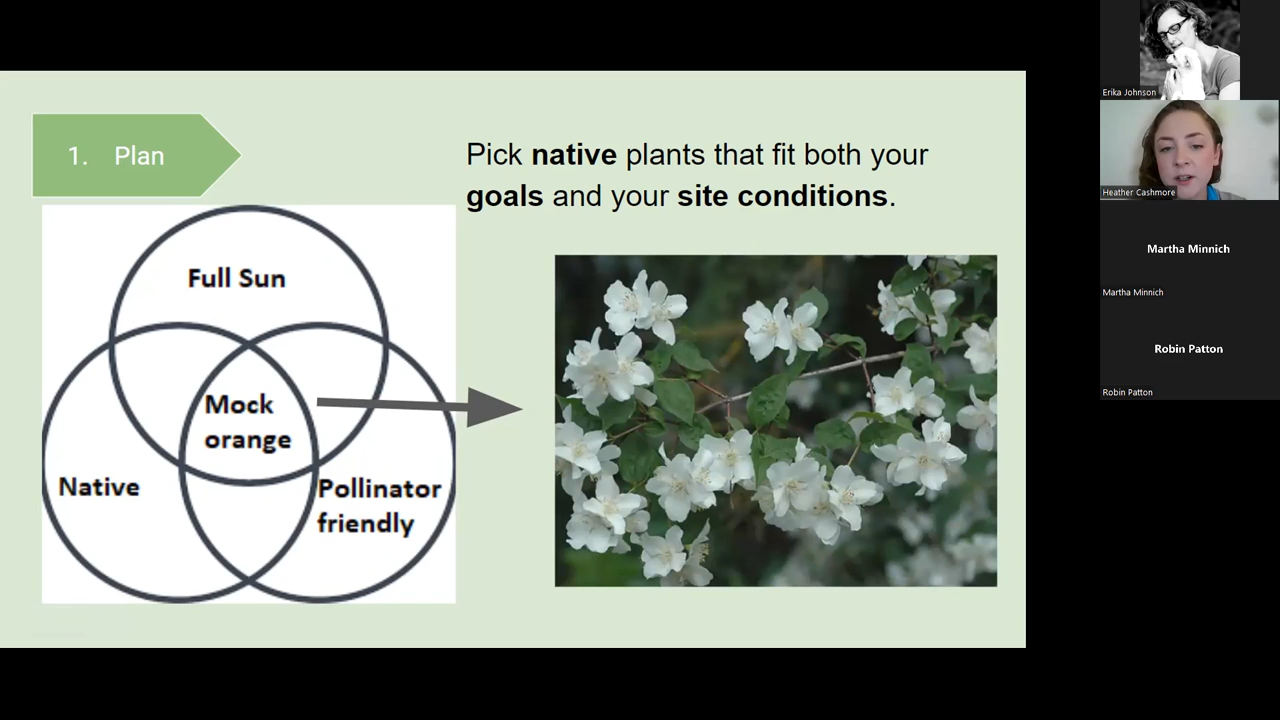 1. Plan
Pick native plants that fit both your
goals and your site conditions.
Full Sun
Mock
orange
Native
Pollinator
friendly
Erika Johnson
Heather Cashmore
Martha Minnich
Martha Minnich
Robin Patton
Robin Patton